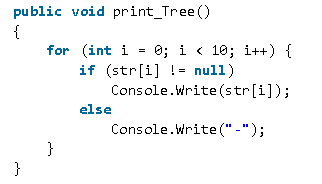 public void print_Tree()
{
    for (int i = 0; i < 10; i++) {
        if (str[i] != null)
            Console.Write(str[i]);
        else
            Console.Write("-");
    }
}